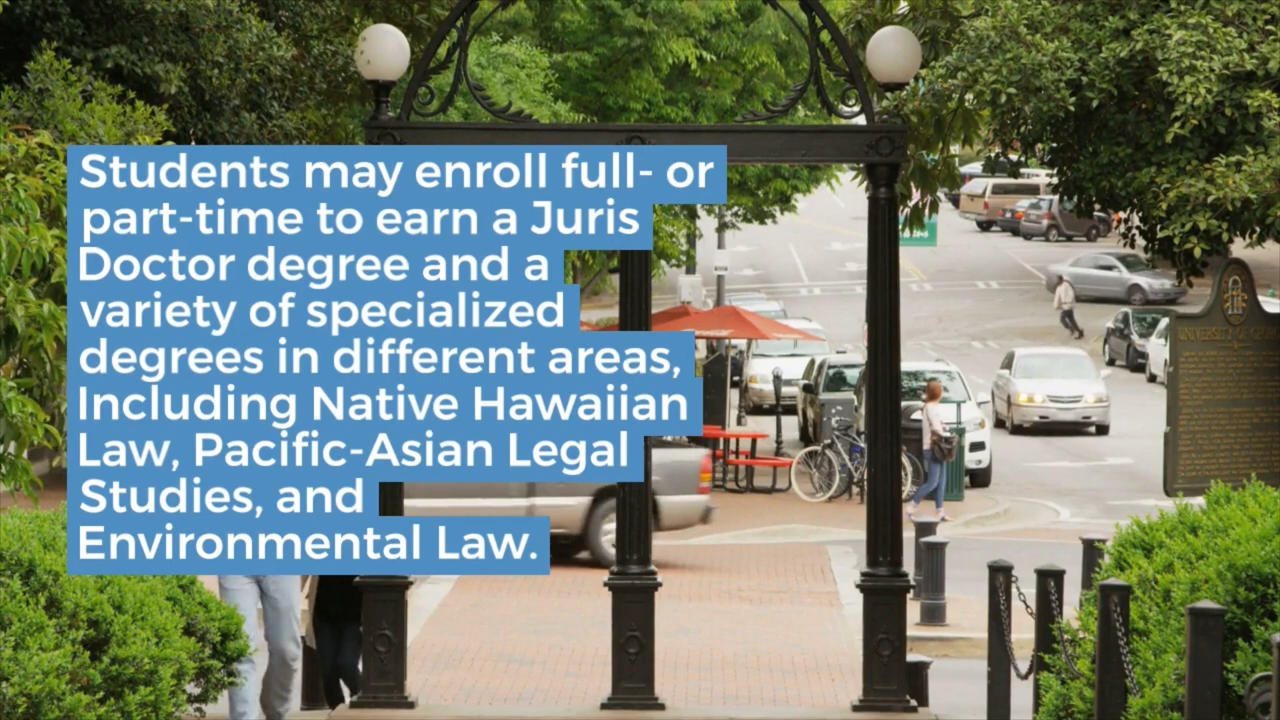 Students may enroll full- or
part-time to earn a Juris
Doctor degree and a
variety of specialized
degrees in different areas,
Including Native Hawaiian
Law, Pacific-Asian Legal
Studies, and
Environmental Law.